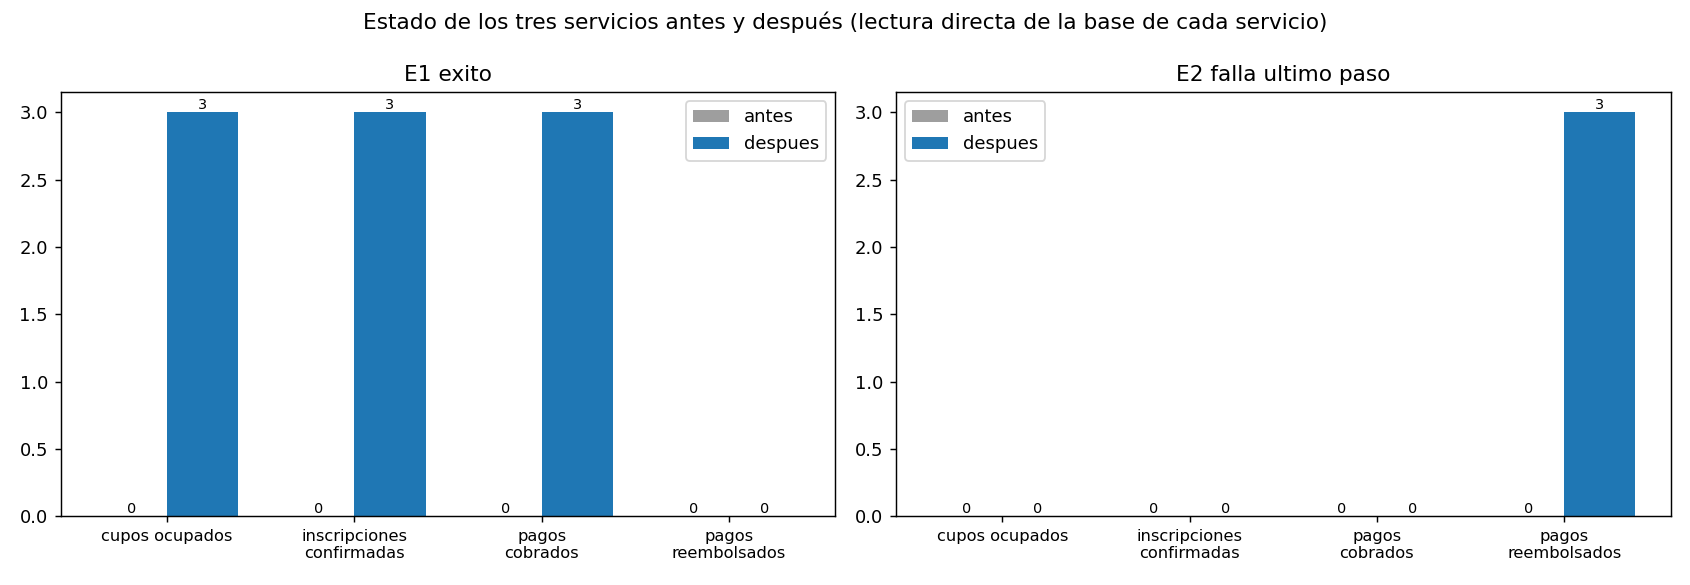 Estado de los tres servicios antes y después (lectura directa de la base de cada servicio)
E1 exito
3.0
2.5
2.0
1.5
1.0
0.5
0.0
antes
despues
0
3
0
3
0
3
0
0
cupos ocupados
inscripciones
confirmadas
pagos
cobrados
pagos
reembolsados
E2 falla ultimo paso
3.0
2.5
2.0
1.5
1.0
0.5
0.0
antes
despues
0
0
0
0
0
0
0
3
cupos ocupados
inscripciones
confirmadas
pagos
cobrados
pagos
reembolsados